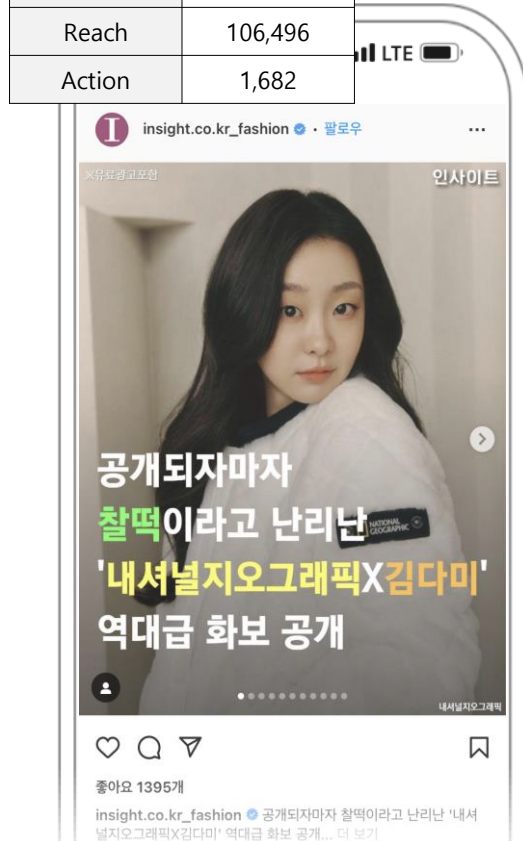 Reach 106,496
Action 1,682
LTE
insight.co.kr_fashion • 팔로우
※유료광고포함
인사이트
공개되자마자
찰떡이라고 난리난
NATIONAL
GEOGRAPHIC
'내셔널지오그래픽X김다미'
역대급 화보 공개
내셔널지오그래픽
좋아요 1395개
insight.co.kr_fashion 공개되자마자 찰떡이라고 난리난 '내셔
널지오그래픽X김다미' 역대급 화보 공개... 더 보기